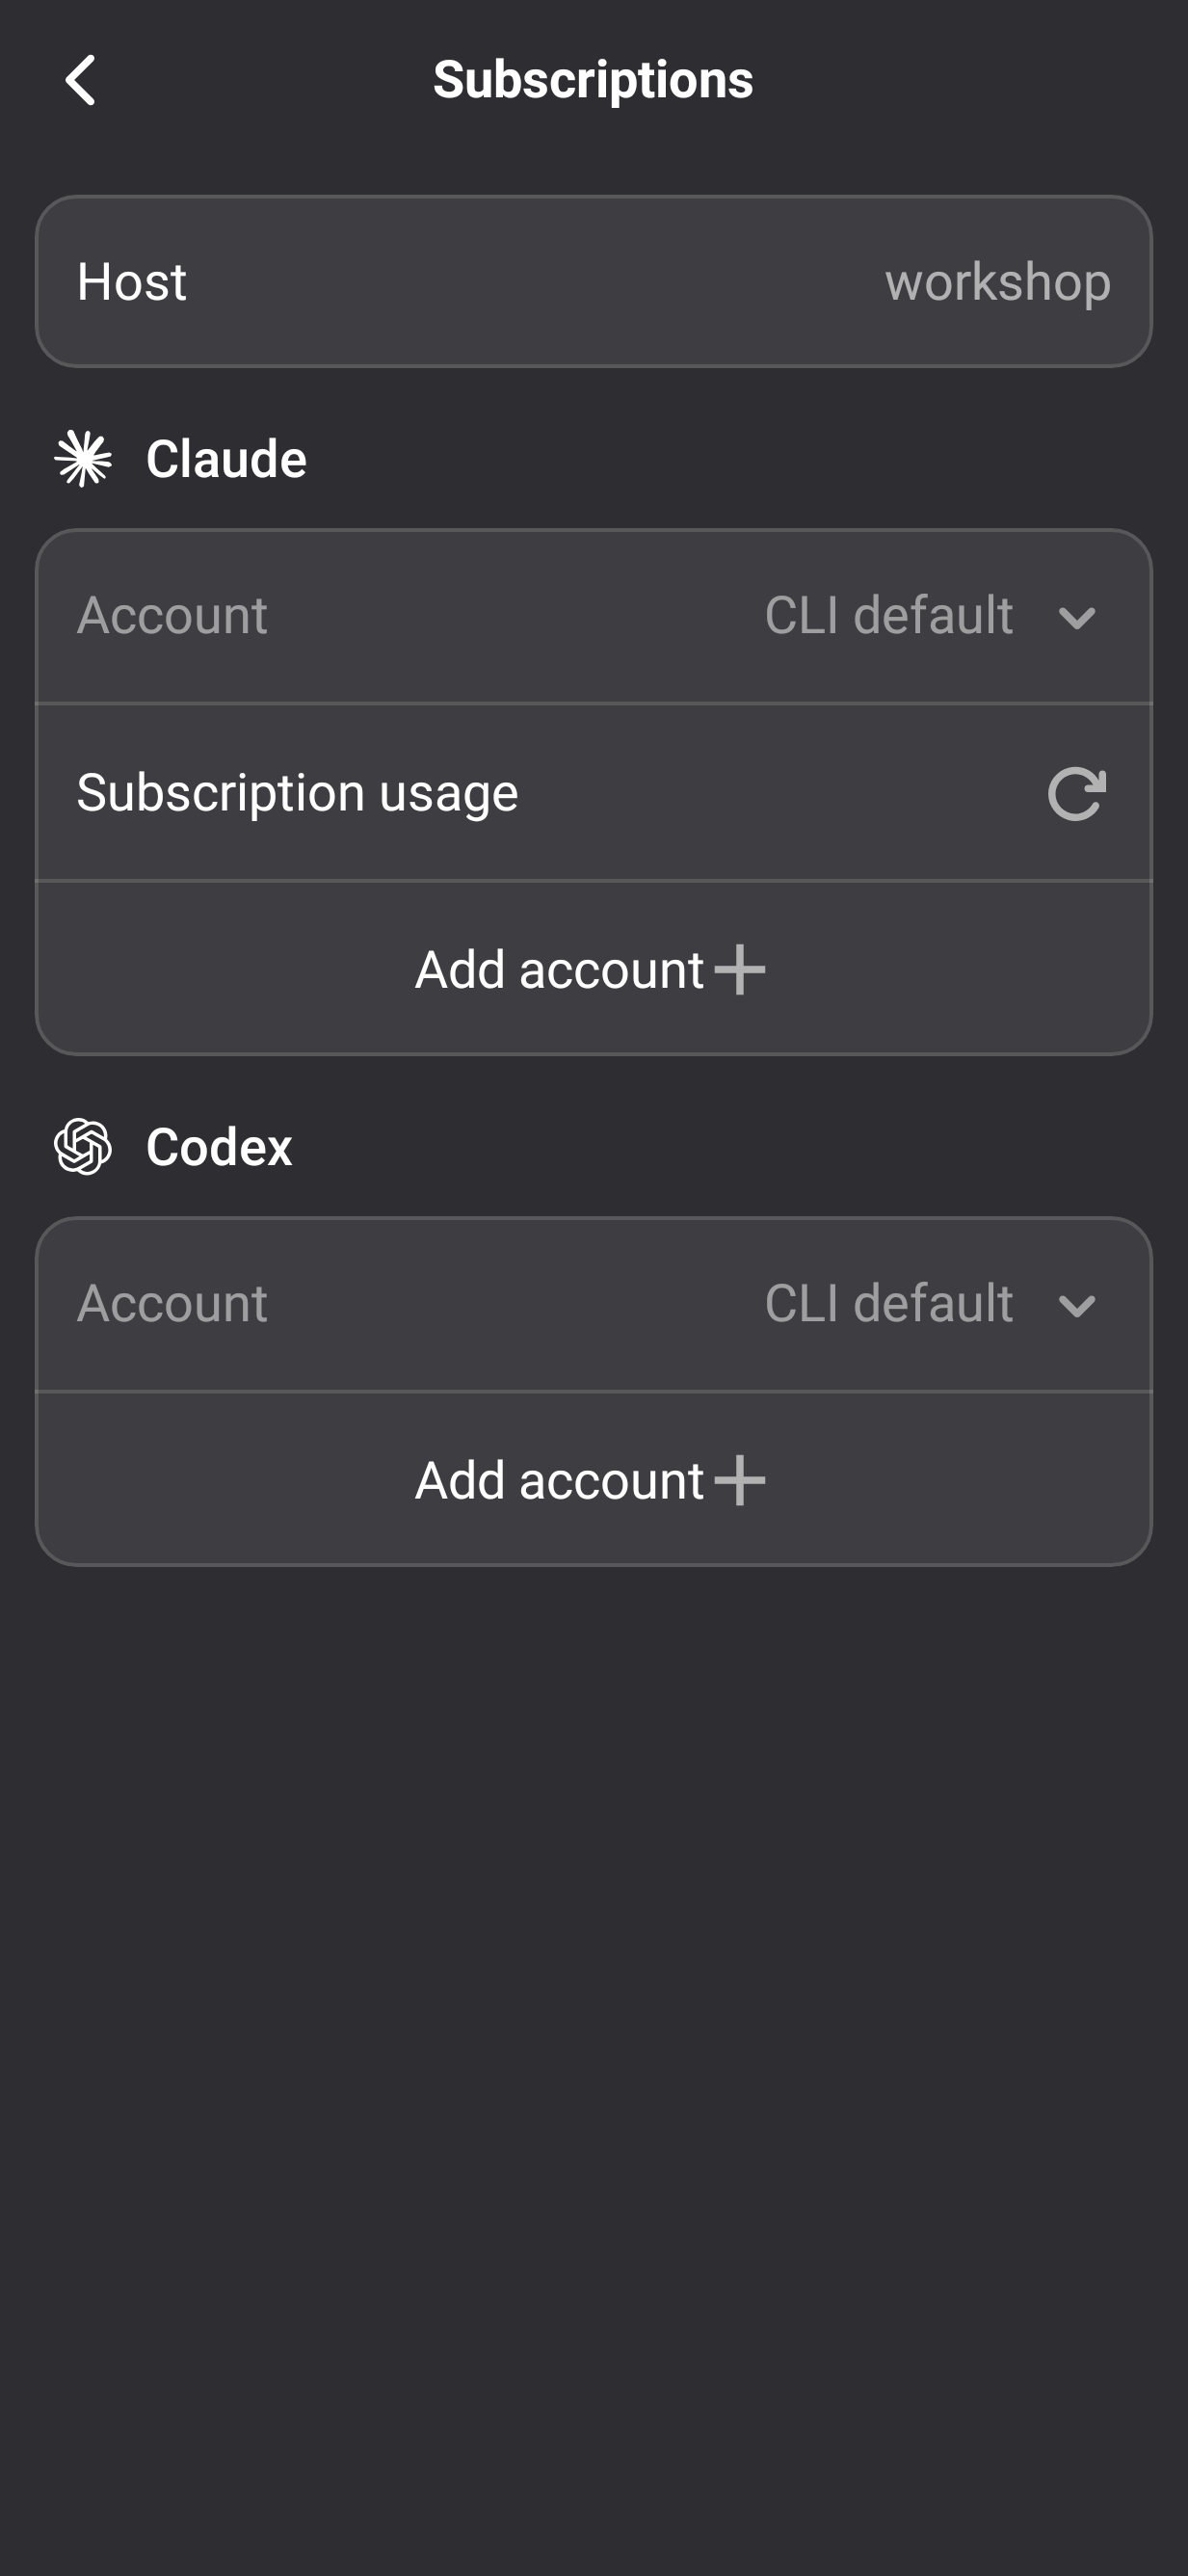 Subscriptions
Host workshop
Claude
Account CLI default
Subscription usage
Add account
Codex
Account CLI default
Add account